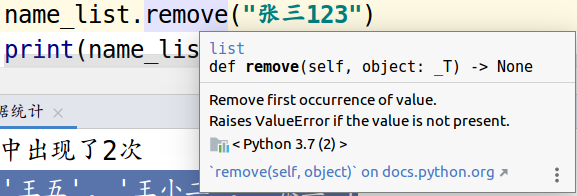 name_list.remove("张三123")
print(name_lis
list
def remove(self, object: _T) -> None
Remove first occurrence of value.
Raises ValueError if the value is not present.
< Python 3.7 (2) >
`remove(self, object)` on docs.python.org ↗
据统计 ×
中出现了2次
'王五', '王小二